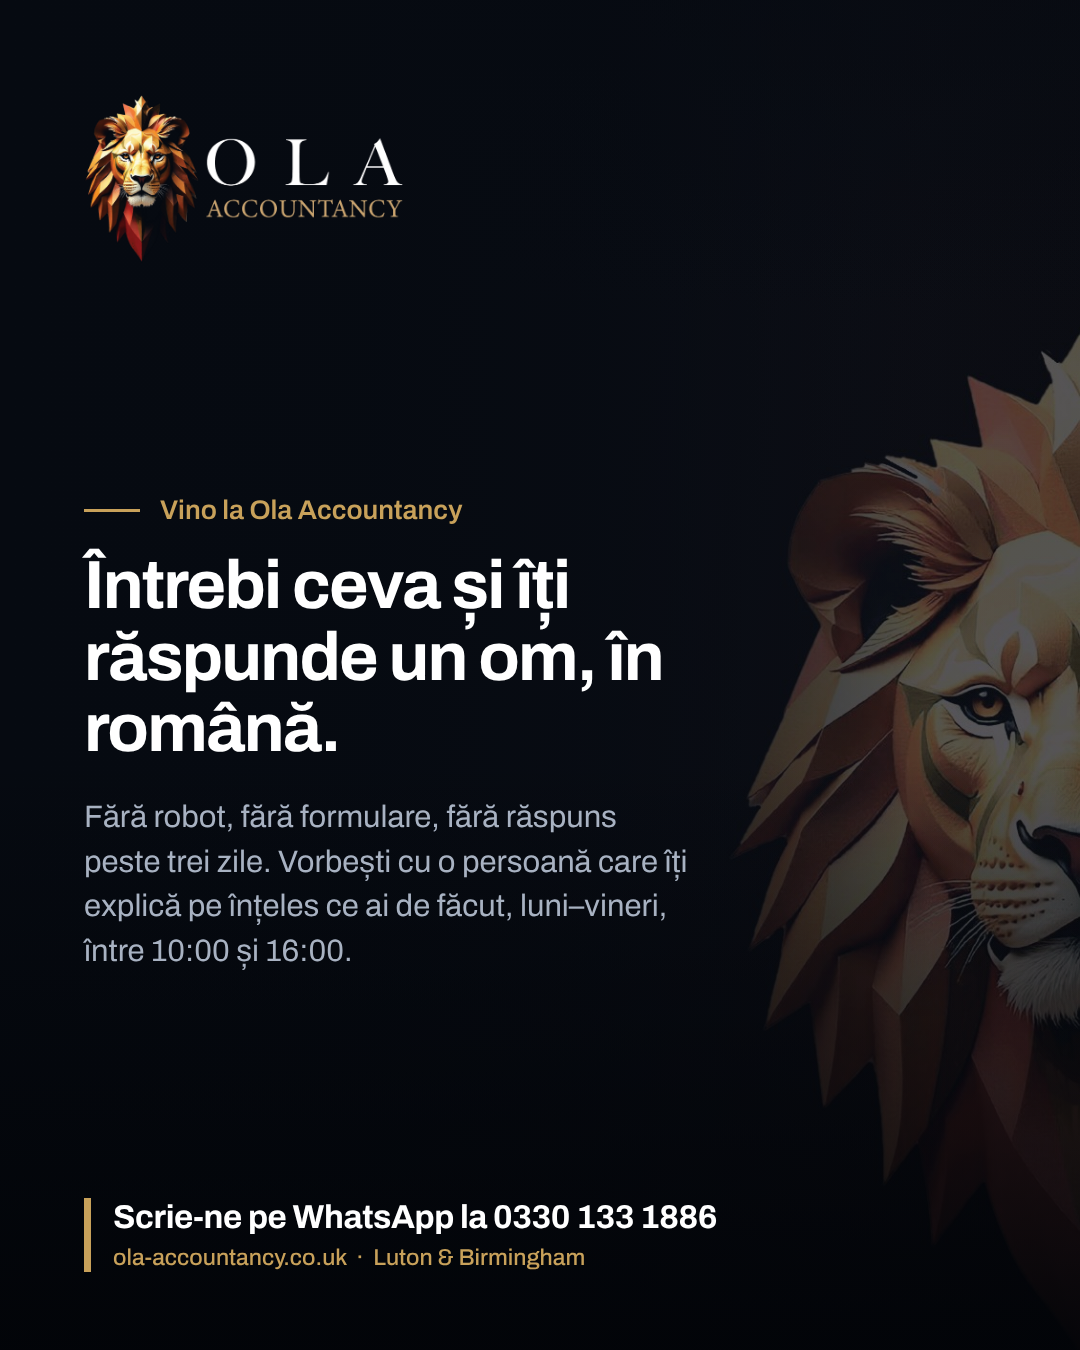 OLA
ACCOUNTANCY
Vino la Ola Accountancy
Întrebi ceva și îți
răspunde un om, în
română.
Fără robot, fără formulare, fără răspuns
peste trei zile. Vorbești cu o persoană care îți
explică pe înțeles ce ai de făcut, luni–vineri,
între 10:00 și 16:00.
Scrie-ne pe WhatsApp la 0330 133 1886
ola-accountancy.co.uk · Luton & Birmingham